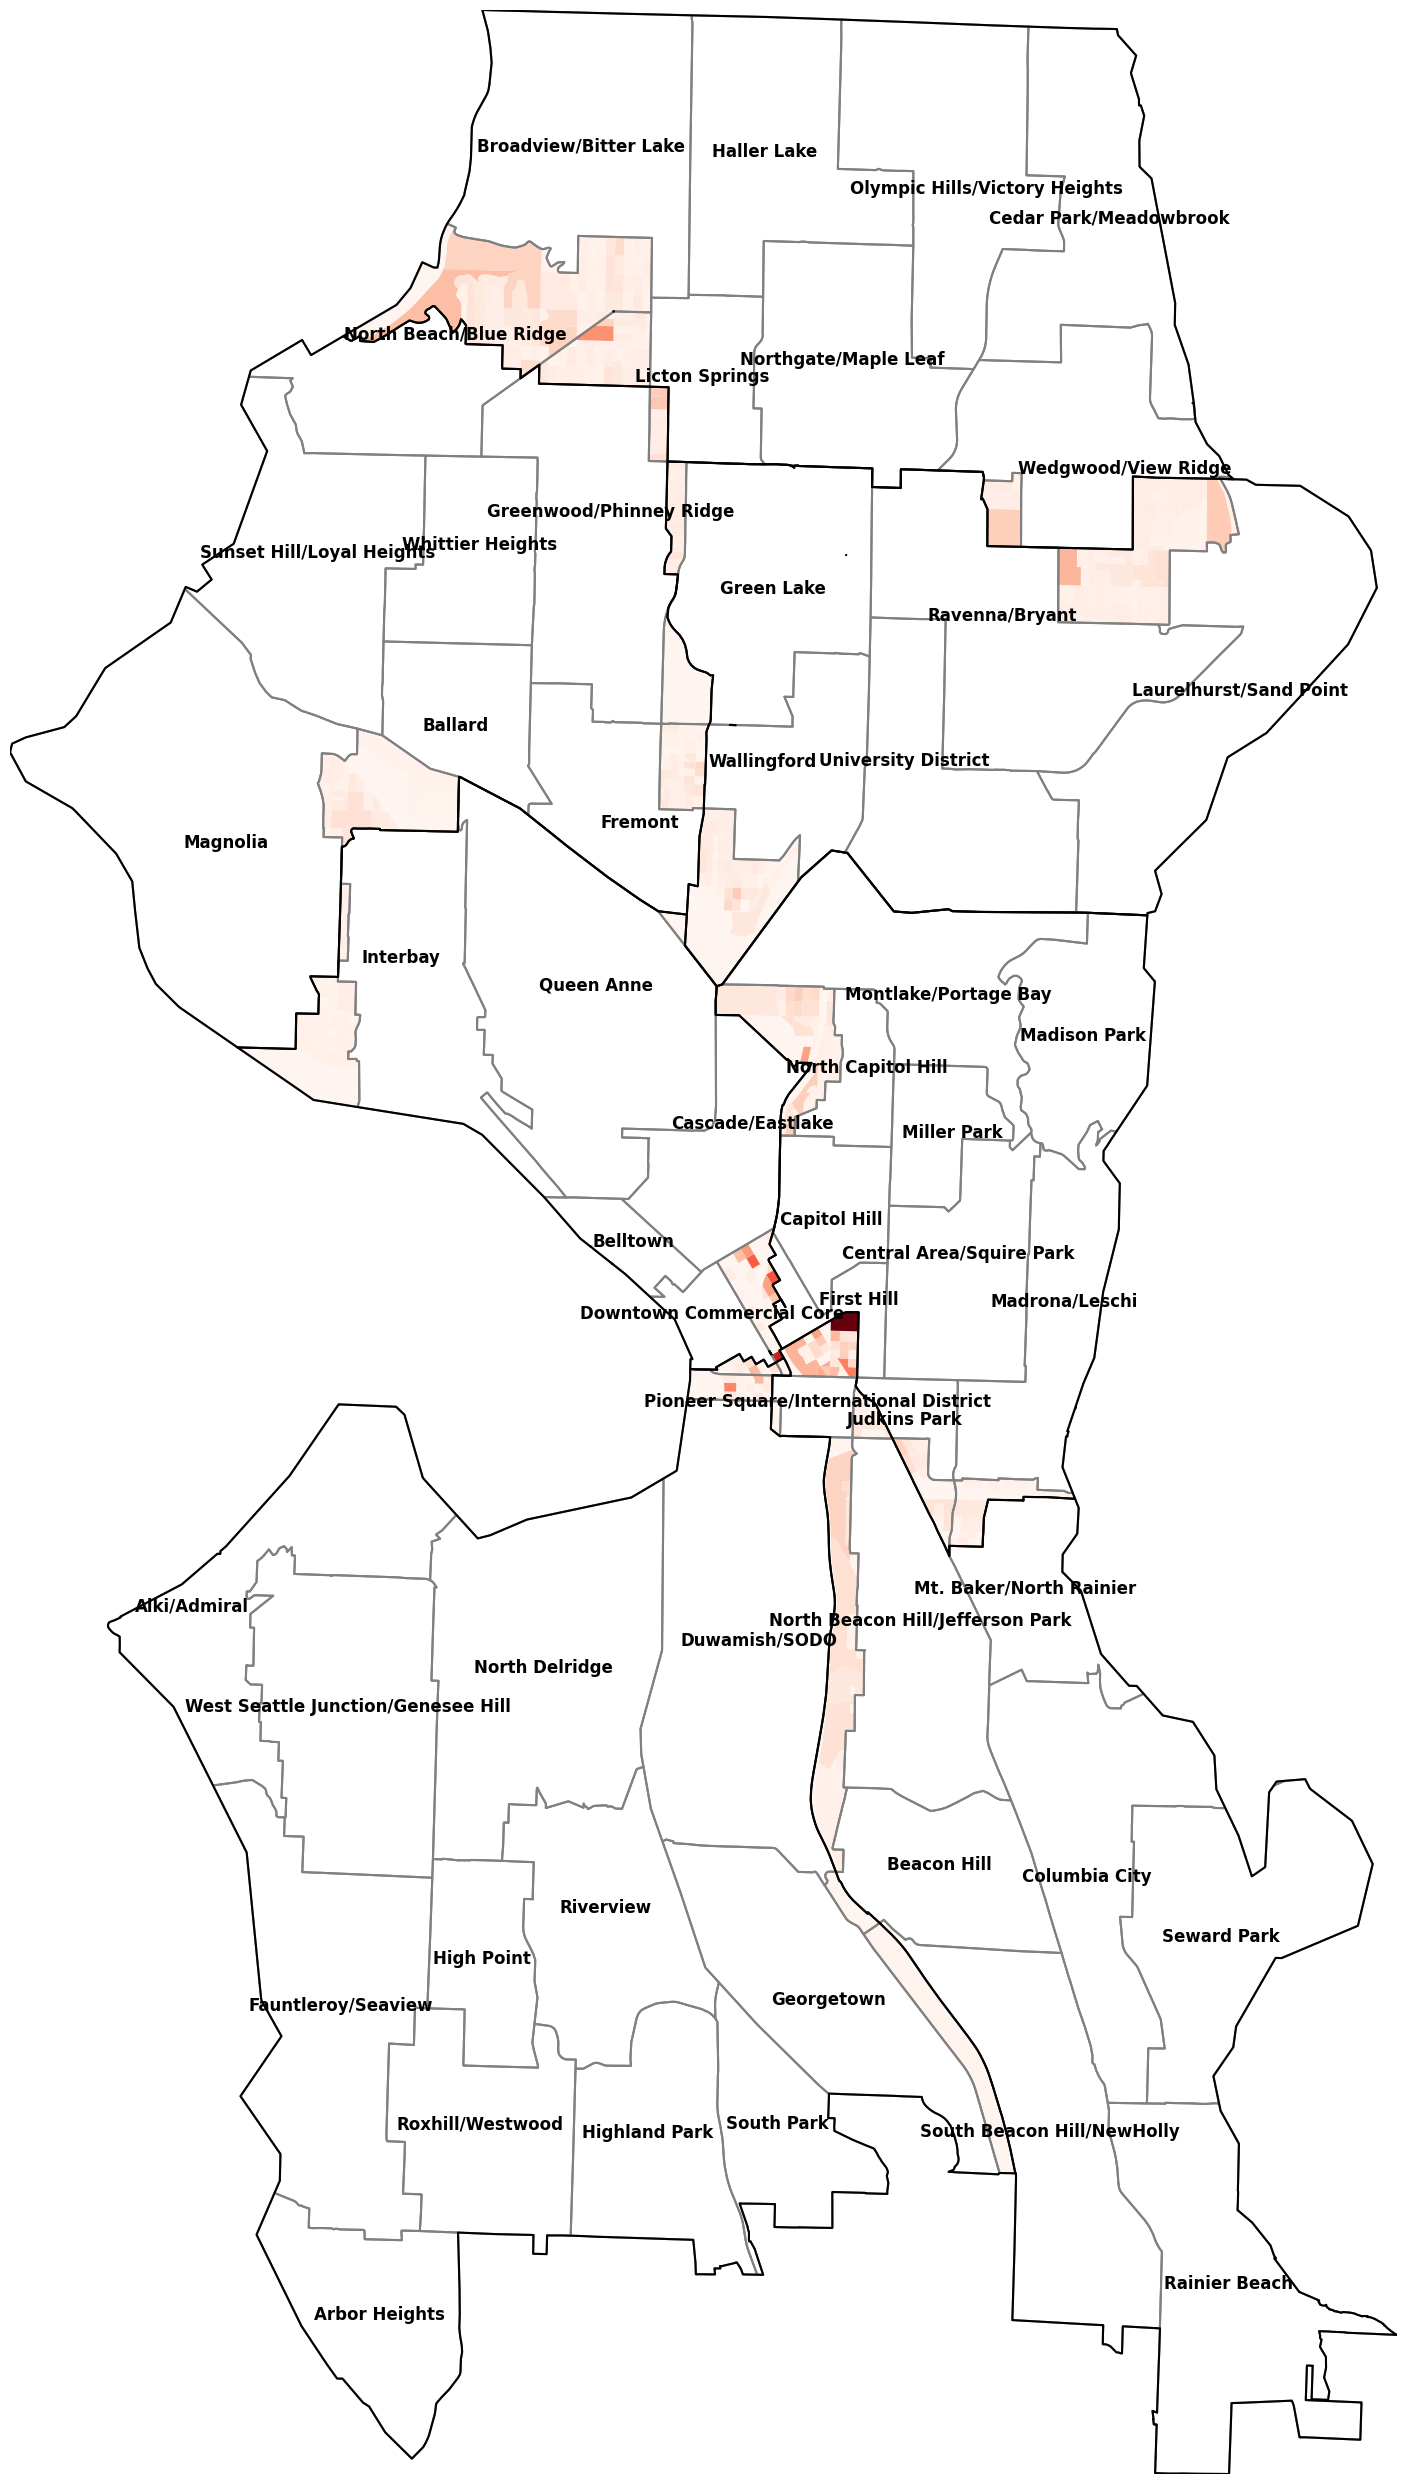 Broadview/Bitter Lake
Haller Lake
Olympic Hills/Victory Heights
Cedar Park/Meadowbrook
North Beach/Blue Ridge
Northgate/Maple Leaf
Licton Springs
Wedgwood/View Ridge
Greenwood/Phinney Ridge
Whittier Heights
Sunset Hill/Loyal Heights
Green Lake
Ravenna/Bryant
Laurelhurst/Sand Point
Ballard
Wallingford
University District
Fremont
Magnolia
Interbay
Queen Anne
Montlake/Portage Bay
Madison Park
North Capitol Hill
Cascade/Eastlake
Miller Park
Capitol Hill
Belltown
Central Area/Squire Park
First Hill
Madrona/Leschi
Downtown Commercial Core
Pioneer Square/International District
Judkins Park
Mt. Baker/North Rainier
Alki/Admiral
North Beacon Hill/Jefferson Park
Duwamish/SODO
North Delridge
West Seattle Junction/Genesee Hill
Beacon Hill
Columbia City
Riverview
Seward Park
High Point
Georgetown
Fauntleroy/Seaview
Roxhill/Westwood
South Park
Highland Park
South Beacon Hill/NewHolly
Rainier Beach
Arbor Heights